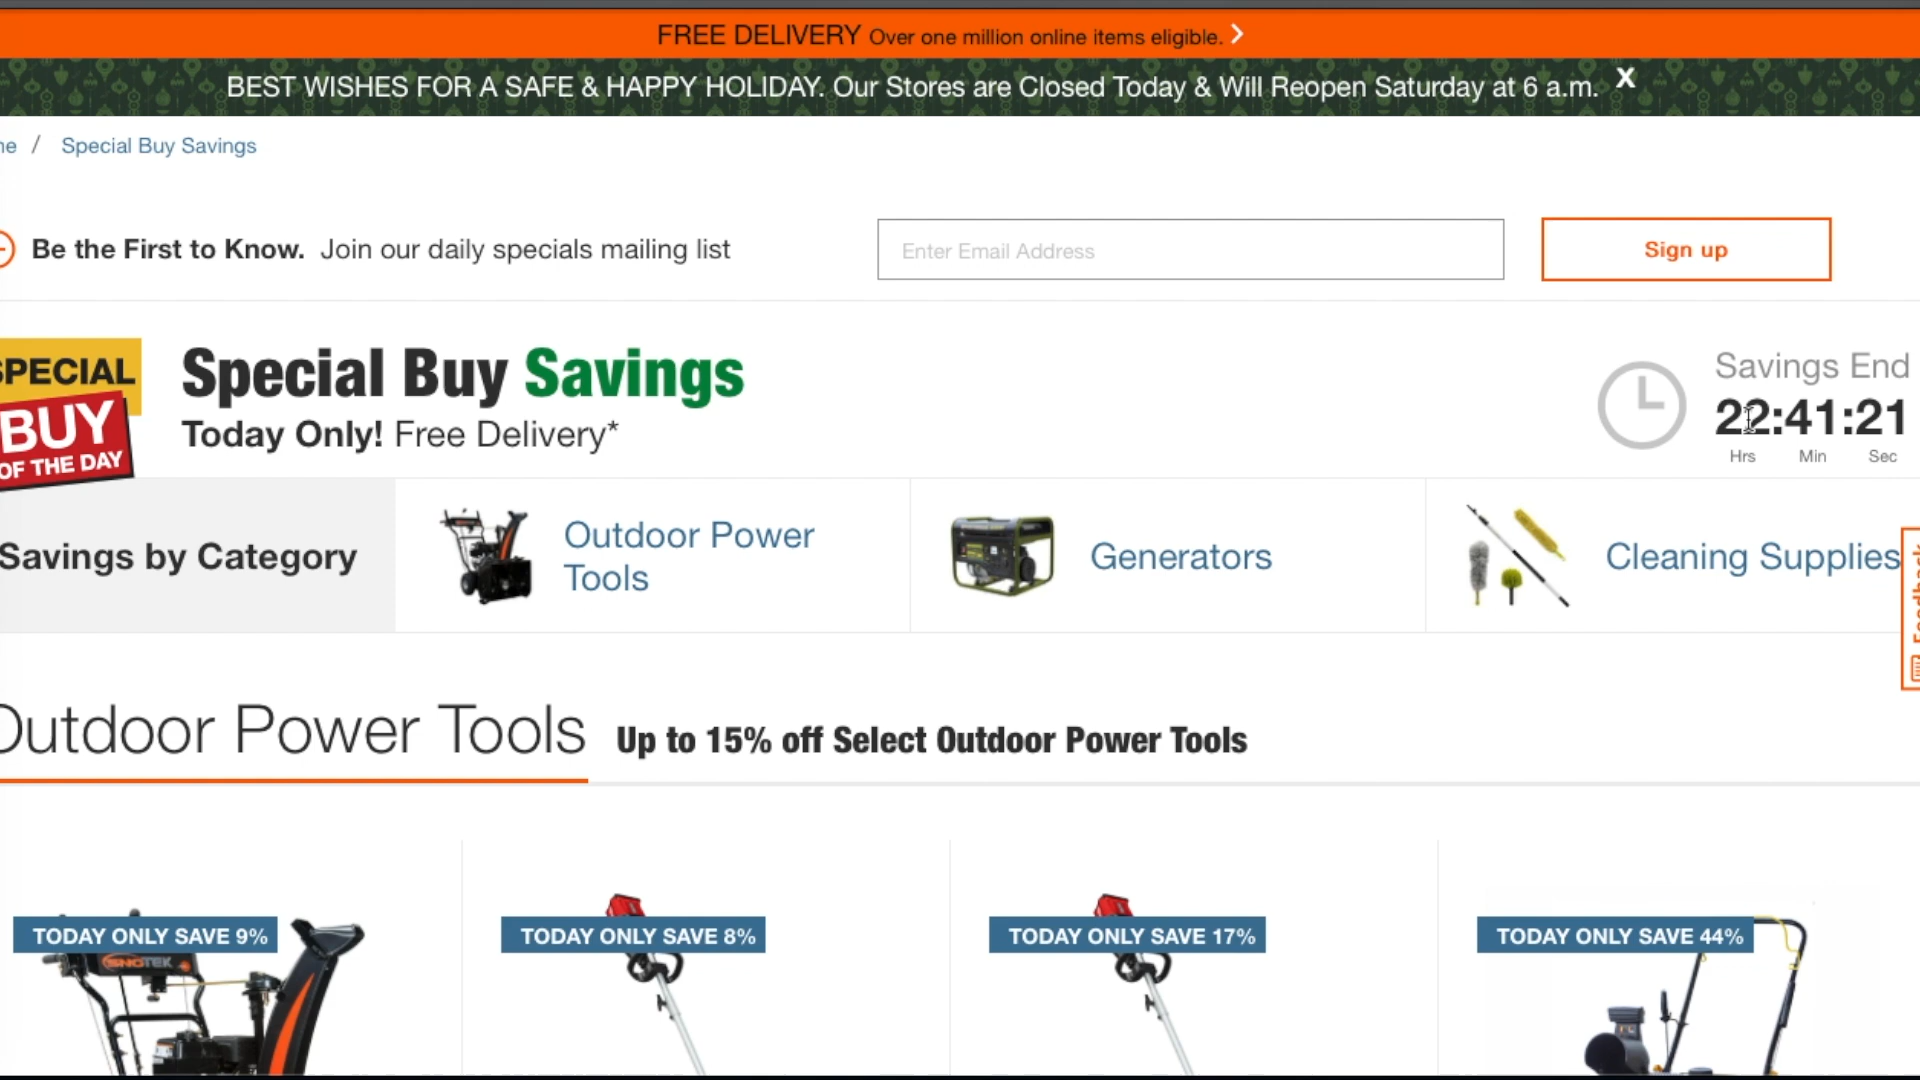 FREE DELIVERY Over one million online items eligible.
BEST WISHES FOR A SAFE & HAPPY HOLIDAY. Our Stores are Closed Today & Will Reopen Saturday at 6 a.m. X
/ Special Buy Savings
Be the First to Know. Join our daily specials mailing list
Enter Email Address
Sign up
SPECIAL
BUY
OF THE DAY
Special Buy Savings
Today Only! Free Delivery*
Savings End
22:41:21
Hrs Min Sec
Savings by Category
Outdoor Power
Tools
Generators
Cleaning Supplies
Feedback
Outdoor Power Tools Up to 15% off Select Outdoor Power Tools
TODAY ONLY SAVE 9%
TODAY ONLY SAVE 8%
TODAY ONLY SAVE 17%
TODAY ONLY SAVE 44%
SNOTEK